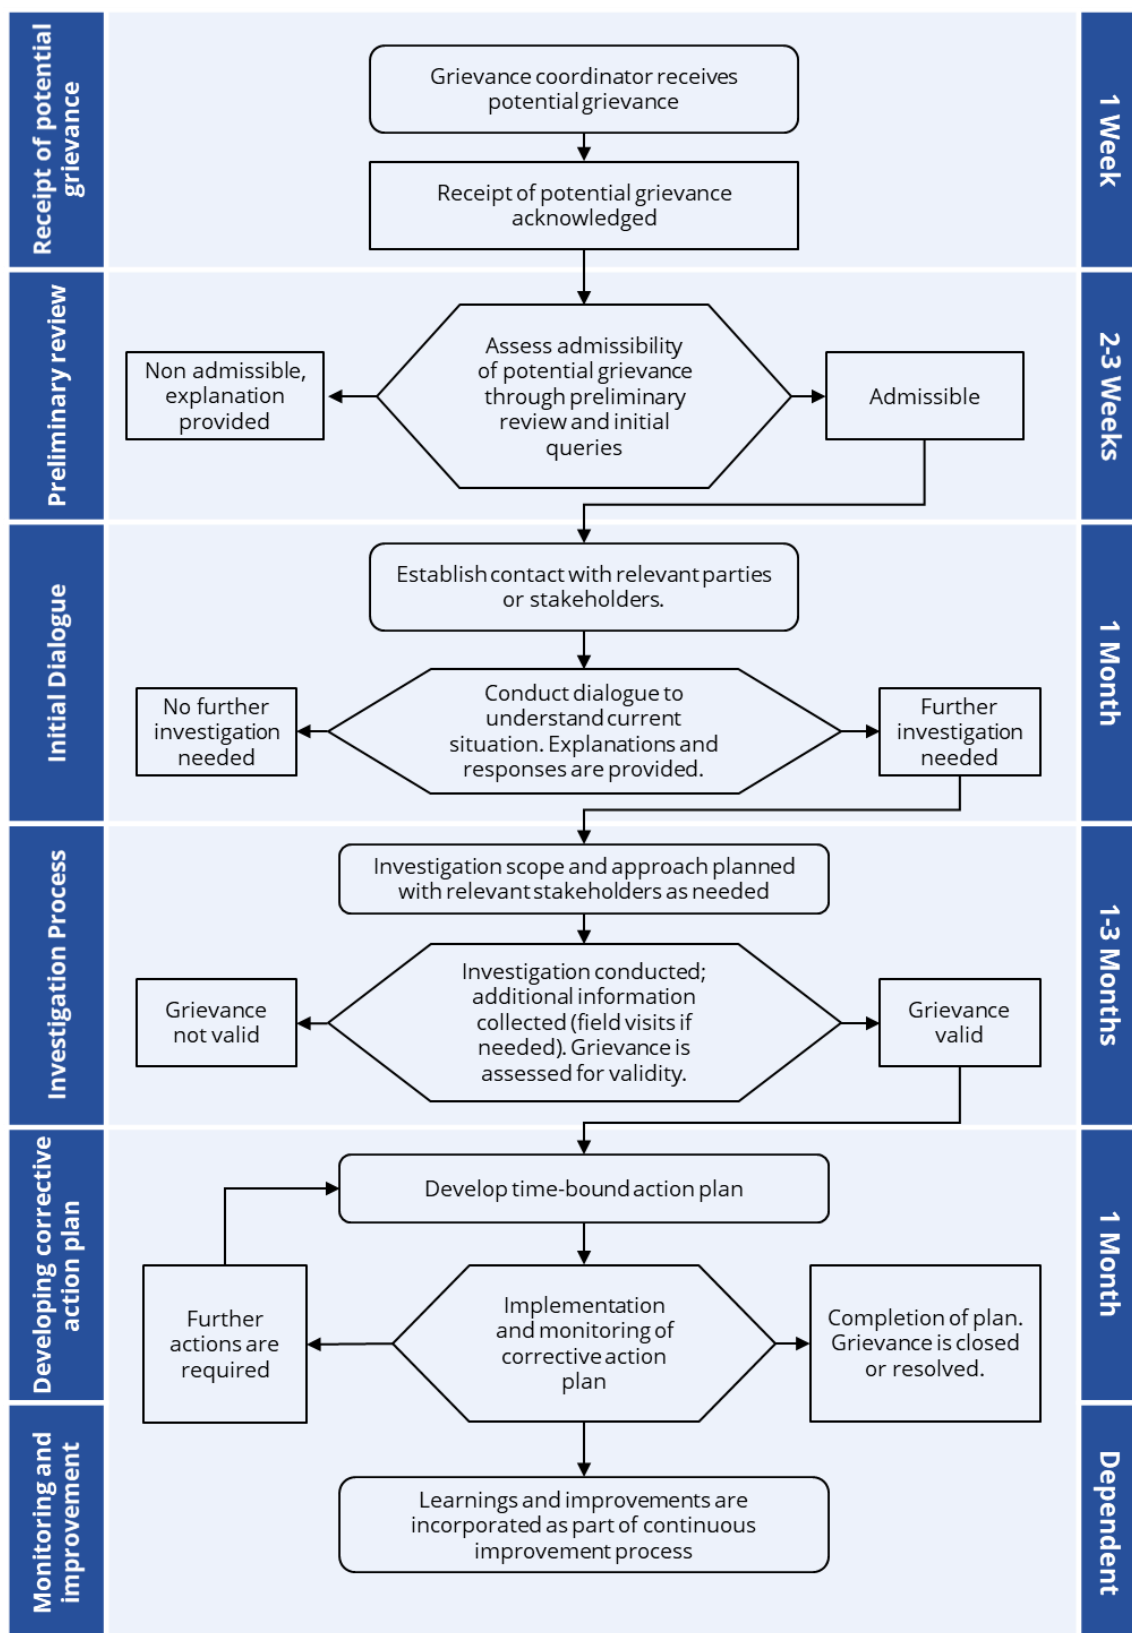 Receipt of potential
grievance
Grievance coordinator receives
potential grievance
Receipt of potential grievance
acknowledged
1 Week
Preliminary review
Non admissible,
explanation
provided
Assess admissibility
of potential grievance
through preliminary
review and initial
queries
Admissible
2-3 Weeks
Initial Dialogue
Establish contact with relevant parties
or stakeholders.
No further
investigation
needed
Conduct dialogue to
understand current
situation. Explanations and
responses are provided.
Further
investigation
needed
1 Month
Investigation Process
Investigation scope and approach planned
with relevant stakeholders as needed
Grievance
not valid
Investigation conducted;
additional information
collected (field visits if
needed). Grievance is
assessed for validity.
Grievance
valid
1-3 Months
Developing corrective
action plan
Develop time-bound action plan
Further
actions are
required
Implementation
and monitoring of
corrective action
plan
Completion of plan.
Grievance is closed
or resolved.
1 Month
Monitoring and
improvement
Learnings and improvements are
incorporated as part of continuous
improvement process
Dependent